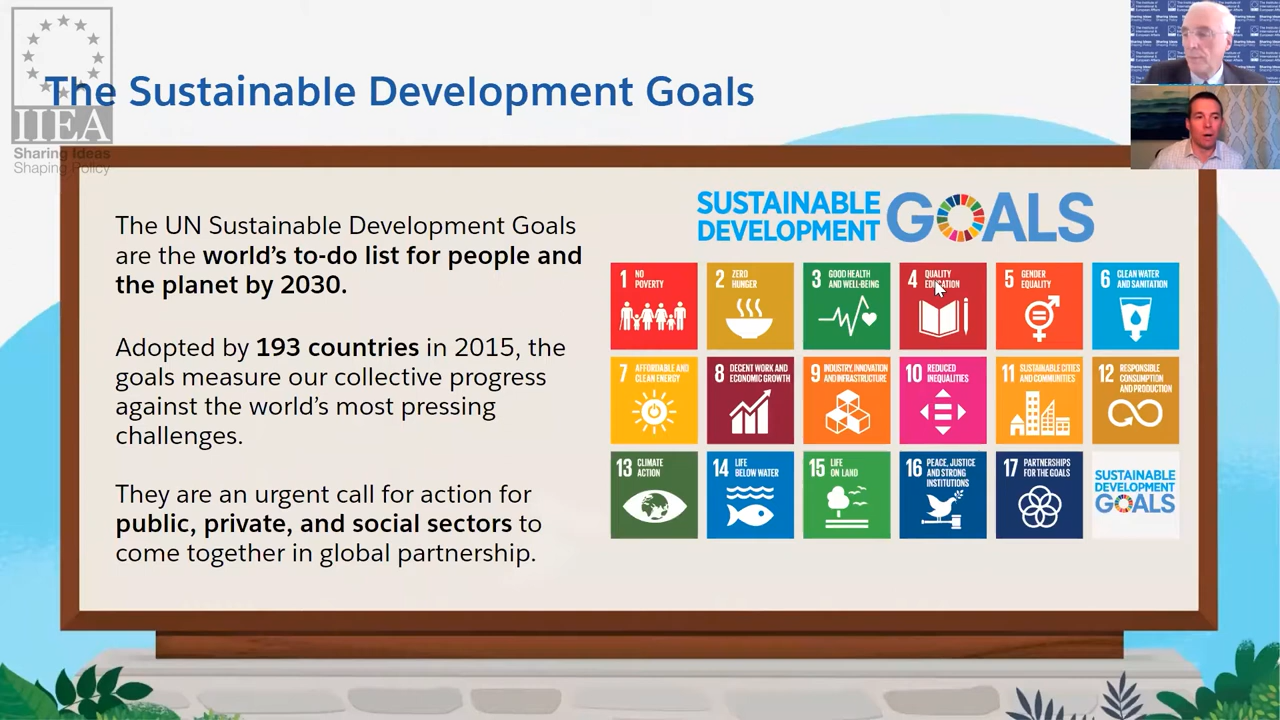 The Sustainable Development Goals
IIEA
Sharing Ideas
Shaping Policy
The UN Sustainable Development Goals
are the world's to-do list for people and
the planet by 2030.
Adopted by 193 countries in 2015, the
goals measure our collective progress
against the world's most pressing
challenges.
They are an urgent call for action for
public, private, and social sectors to
come together in global partnership.
SUSTAINABLE
DEVELOPMENT
GOALS
1 NO
POVERTY
2 ZERO
HUNGER
3 GOOD HEALTH
AND WELL-BEING
4 QUALITY
EDUCATION
5 GENDER
EQUALITY
6 CLEAN WATER
AND SANITATION
7 AFFORDABLE AND
CLEAN ENERGY
8 DECENT WORK AND
ECONOMIC GROWTH
9 INDUSTRY, INNOVATION
AND INFRASTRUCTURE
10 REDUCED
INEQUALITIES
11 SUSTAINABLE CITIES
AND COMMUNITIES
12 RESPONSIBLE
CONSUMPTION
AND PRODUCTION
13 CLIMATE
ACTION
14 LIFE
BELOW WATER
15 LIFE
ON LAND
16 PEACE, JUSTICE
AND STRONG
INSTITUTIONS
17 PARTNERSHIPS
FOR THE GOALS
SUSTAINABLE
DEVELOPMENT
GOALS